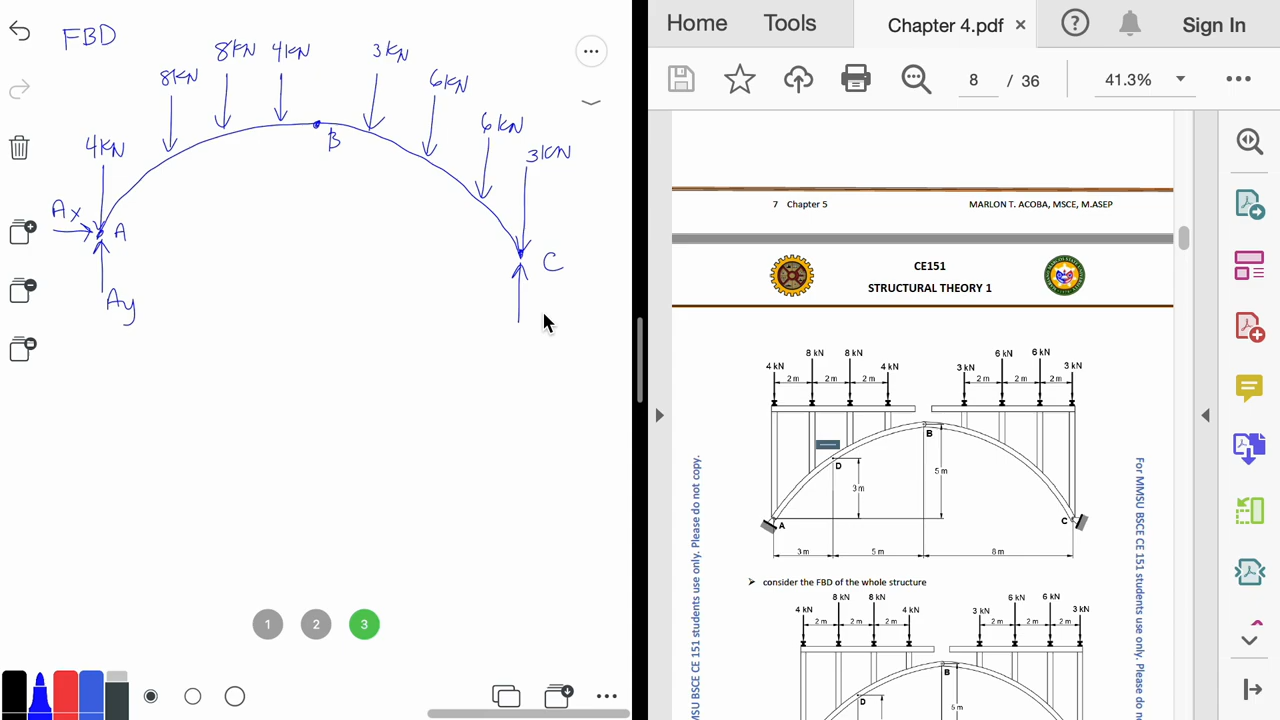 FBD
8KN 4KN 3KN
8KN 6KN
6KN
4KN B 3KN
Ax
A
C
Ay
1 2 3
Home Tools Chapter 4.pdf × ? Sign In
8 / 36 41.3%
7 Chapter 5 MARLON T. ACOBA, MSCE, M.ASEP
CE151
STRUCTURAL THEORY 1
8 kN 8 kN 6 kN 6 kN
4 kN 4 kN 3 kN 3 kN
2 m 2 m 2 m 2 m 2 m 2 m
B
D 5 m
3 m
A C
3 m 5 m 8 m
➢ consider the FBD of the whole structure
8 kN 8 kN 6 kN 6 kN
4 kN 4 kN 3 kN 3 kN
2 m 2 m 2 m 2 m 2 m 2 m
B
D 5 m
MSU BSCE CE 151 students use only. Please do not copy.
For MMSU BSCE CE 151 students use only. Please do no